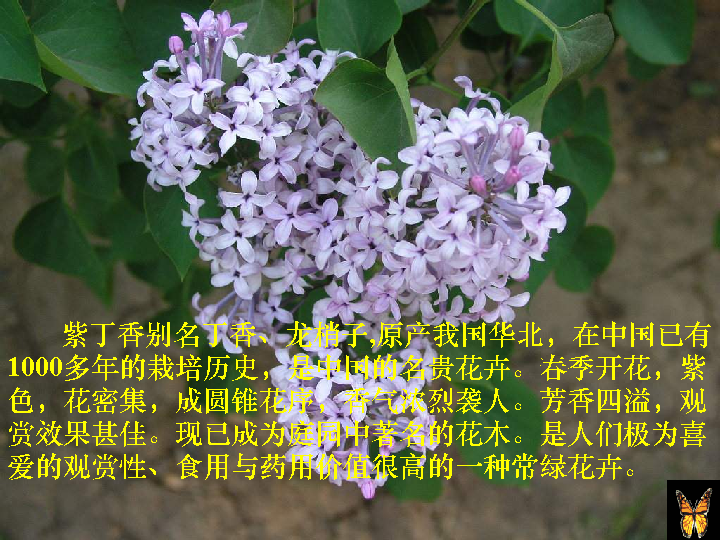 紫丁香别名丁香、龙梢子,原产我国华北，在中国已有
1000多年的栽培历史，是中国的名贵花卉。春季开花，紫
色，花密集，成圆锥花序，香气浓烈袭人。芳香四溢，观
赏效果甚佳。现已成为庭园中著名的花木。是人们极为喜
爱的观赏性、食用与药用价值很高的一种常绿花卉。